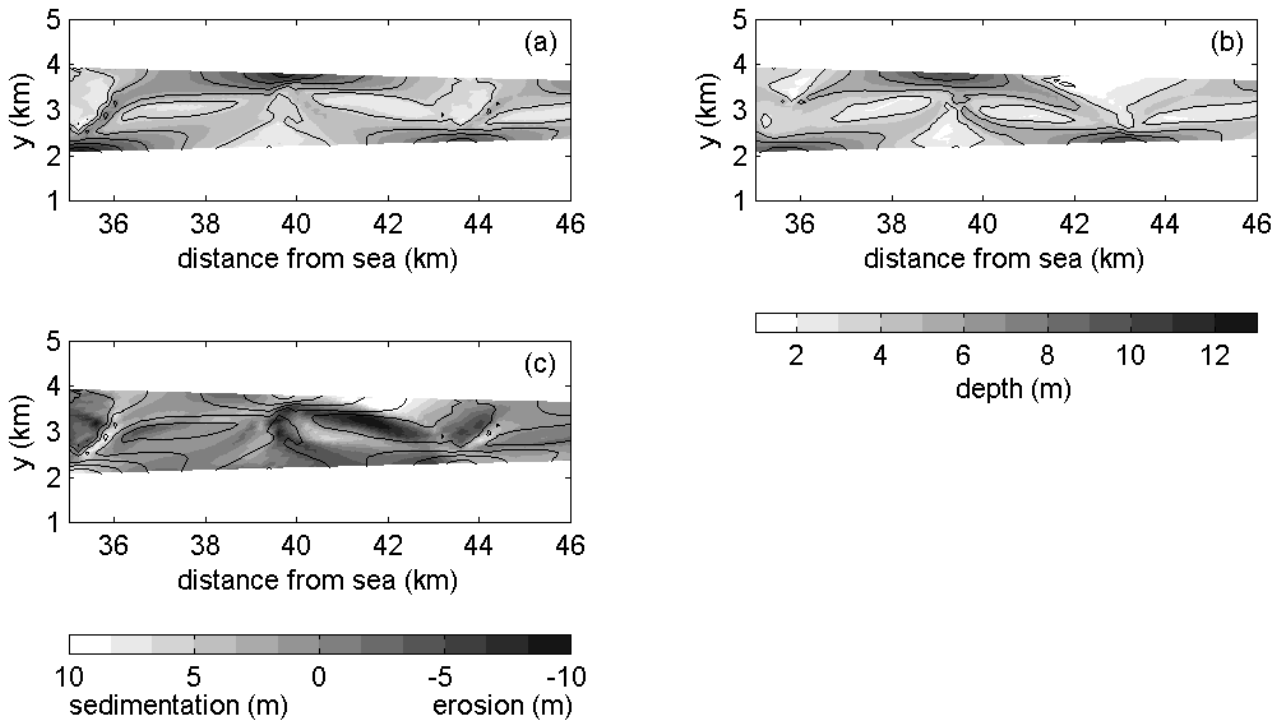 (a)
5
4
3
2
1
y (km)
36 38 40 42 44 46
distance from sea (km)
(b)
5
4
3
2
1
y (km)
36 38 40 42 44 46
distance from sea (km)
2 4 6 8 10 12
depth (m)
(c)
5
4
3
2
1
y (km)
36 38 40 42 44 46
distance from sea (km)
10 5 0 -5 -10
sedimentation (m) erosion (m)